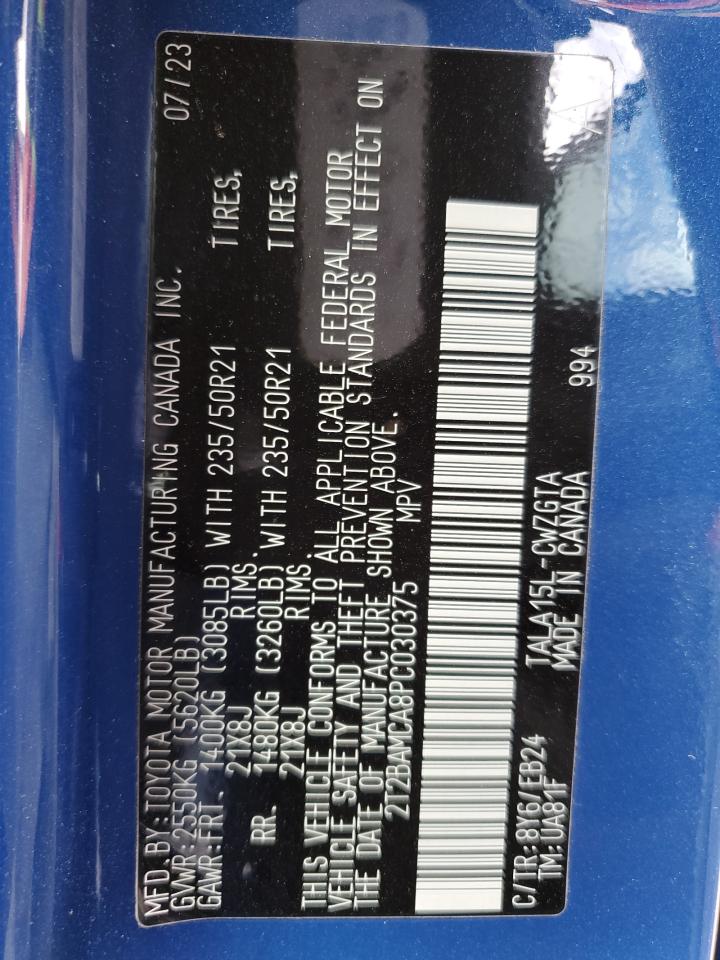 MFD.BY:TOYOTA MOTOR MANUFACTURING CANADA INC. 07/23
GVWR:2550KG (5620LB)
GAWR:FRT. 1400KG (3085LB) WITH 235/50R21 TIRES,
21X8J RIMS.
RR. 1480KG (3260LB) WITH 235/50R21 TIRES,
21X8J RIMS.
THIS VEHICLE CONFORMS TO ALL APPLICABLE FEDERAL MOTOR
VEHICLE SAFETY AND THEFT PREVENTION STANDARDS IN EFFECT ON
THE DATE OF MANUFACTURE SHOWN ABOVE.
2T2BAMCA8PC030375 MPV
C/TR:8Y6/EB24 TALA15L-CWZGTA
TM:UA81F MADE IN CANADA 994